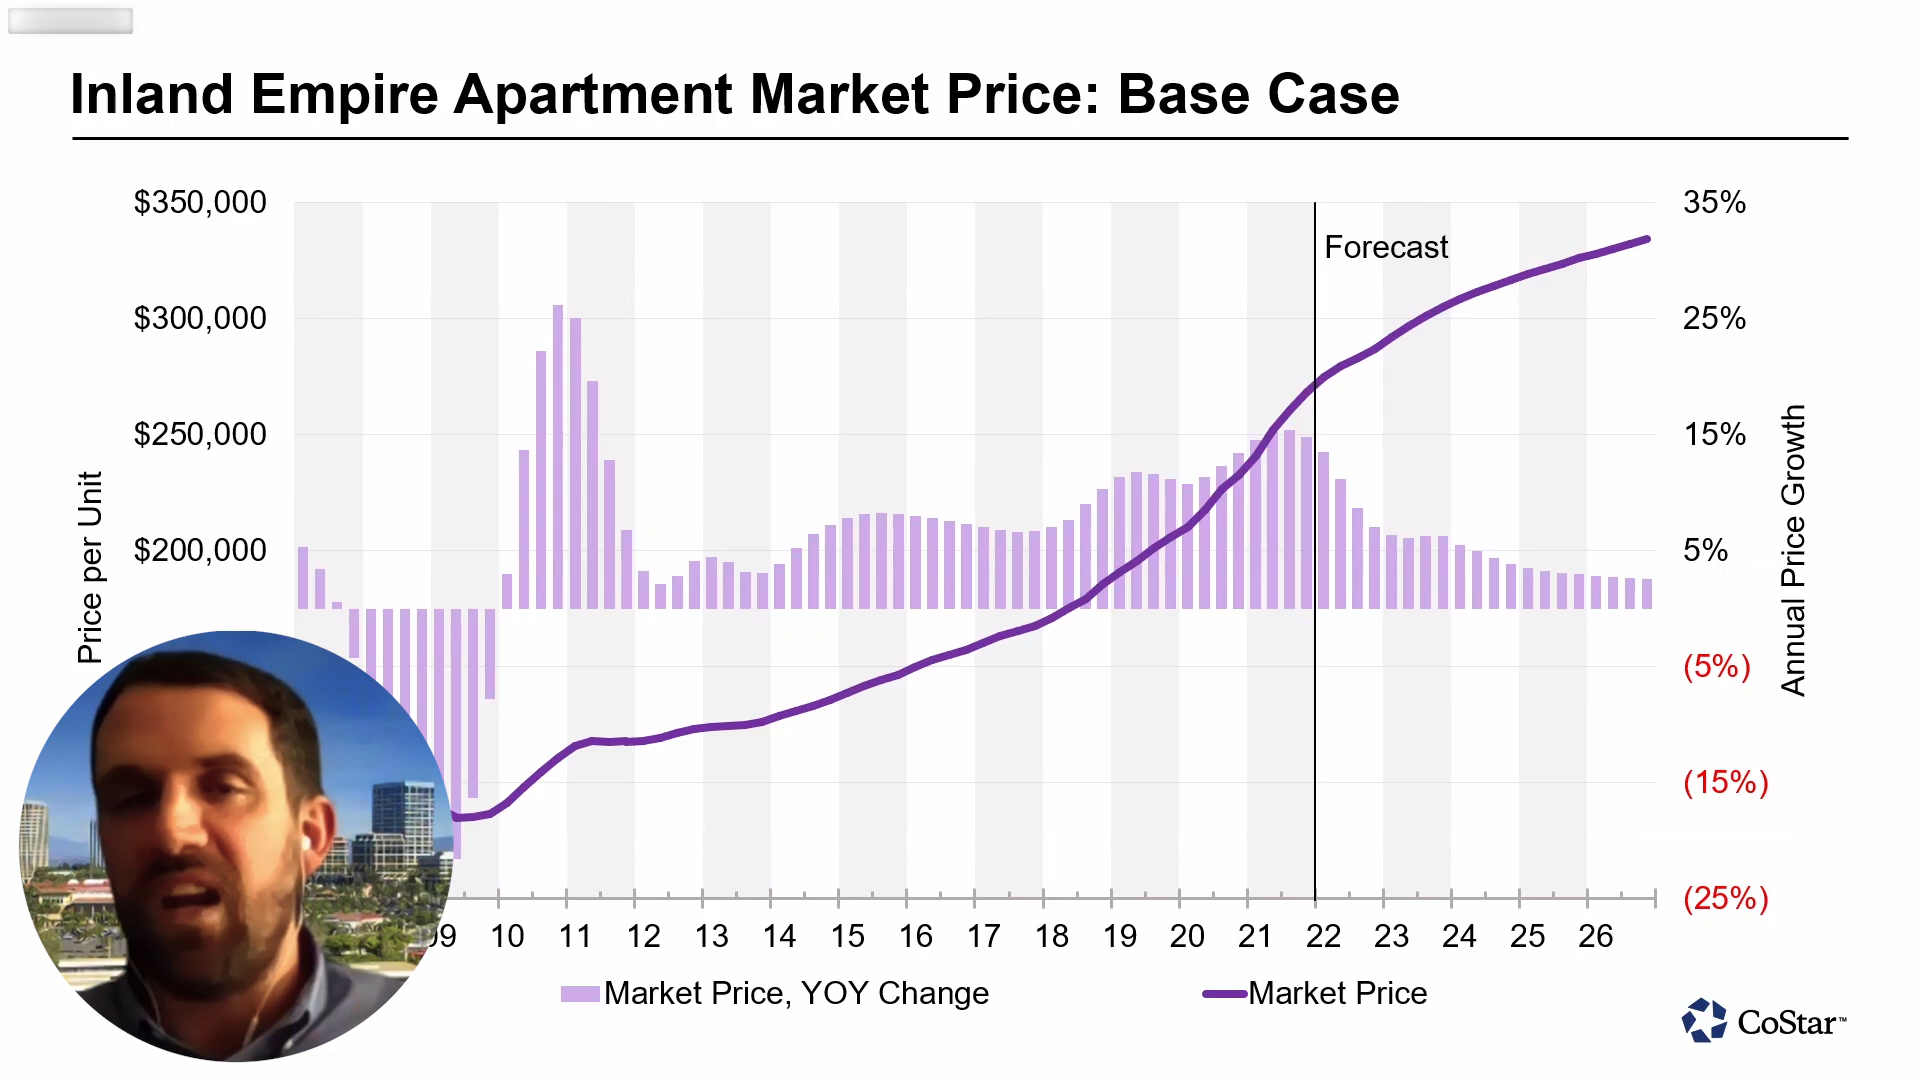 Inland Empire Apartment Market Price: Base Case
$350,000
$300,000
$250,000
$200,000
Price per Unit
Forecast
35%
25%
15%
5%
(5%)
(15%)
(25%)
Annual Price Growth
09 10 11 12 13 14 15 16 17 18 19 20 21 22 23 24 25 26
Market Price, YOY Change
Market Price
CoStar™